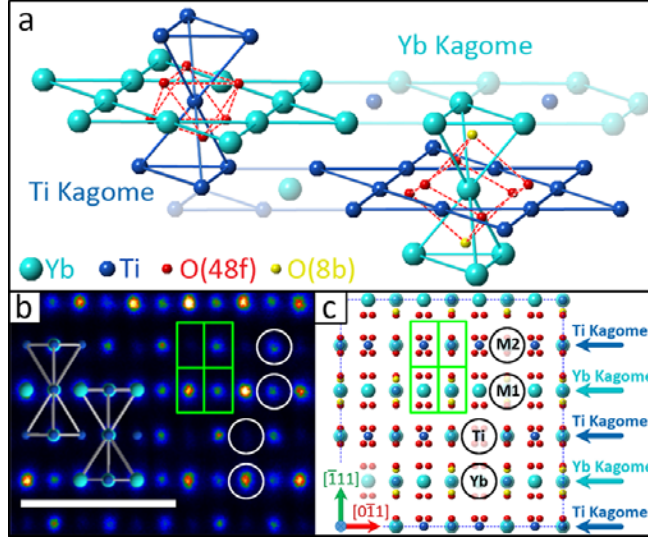 a
Yb Kagome
Ti Kagome
Yb Ti O(48f) O(8b)
b
c
M2
Ti Kagome
M1
Yb Kagome
Ti
Ti Kagome
Yb
Yb Kagome
[1̅11]
[01̅1]
Ti Kagome